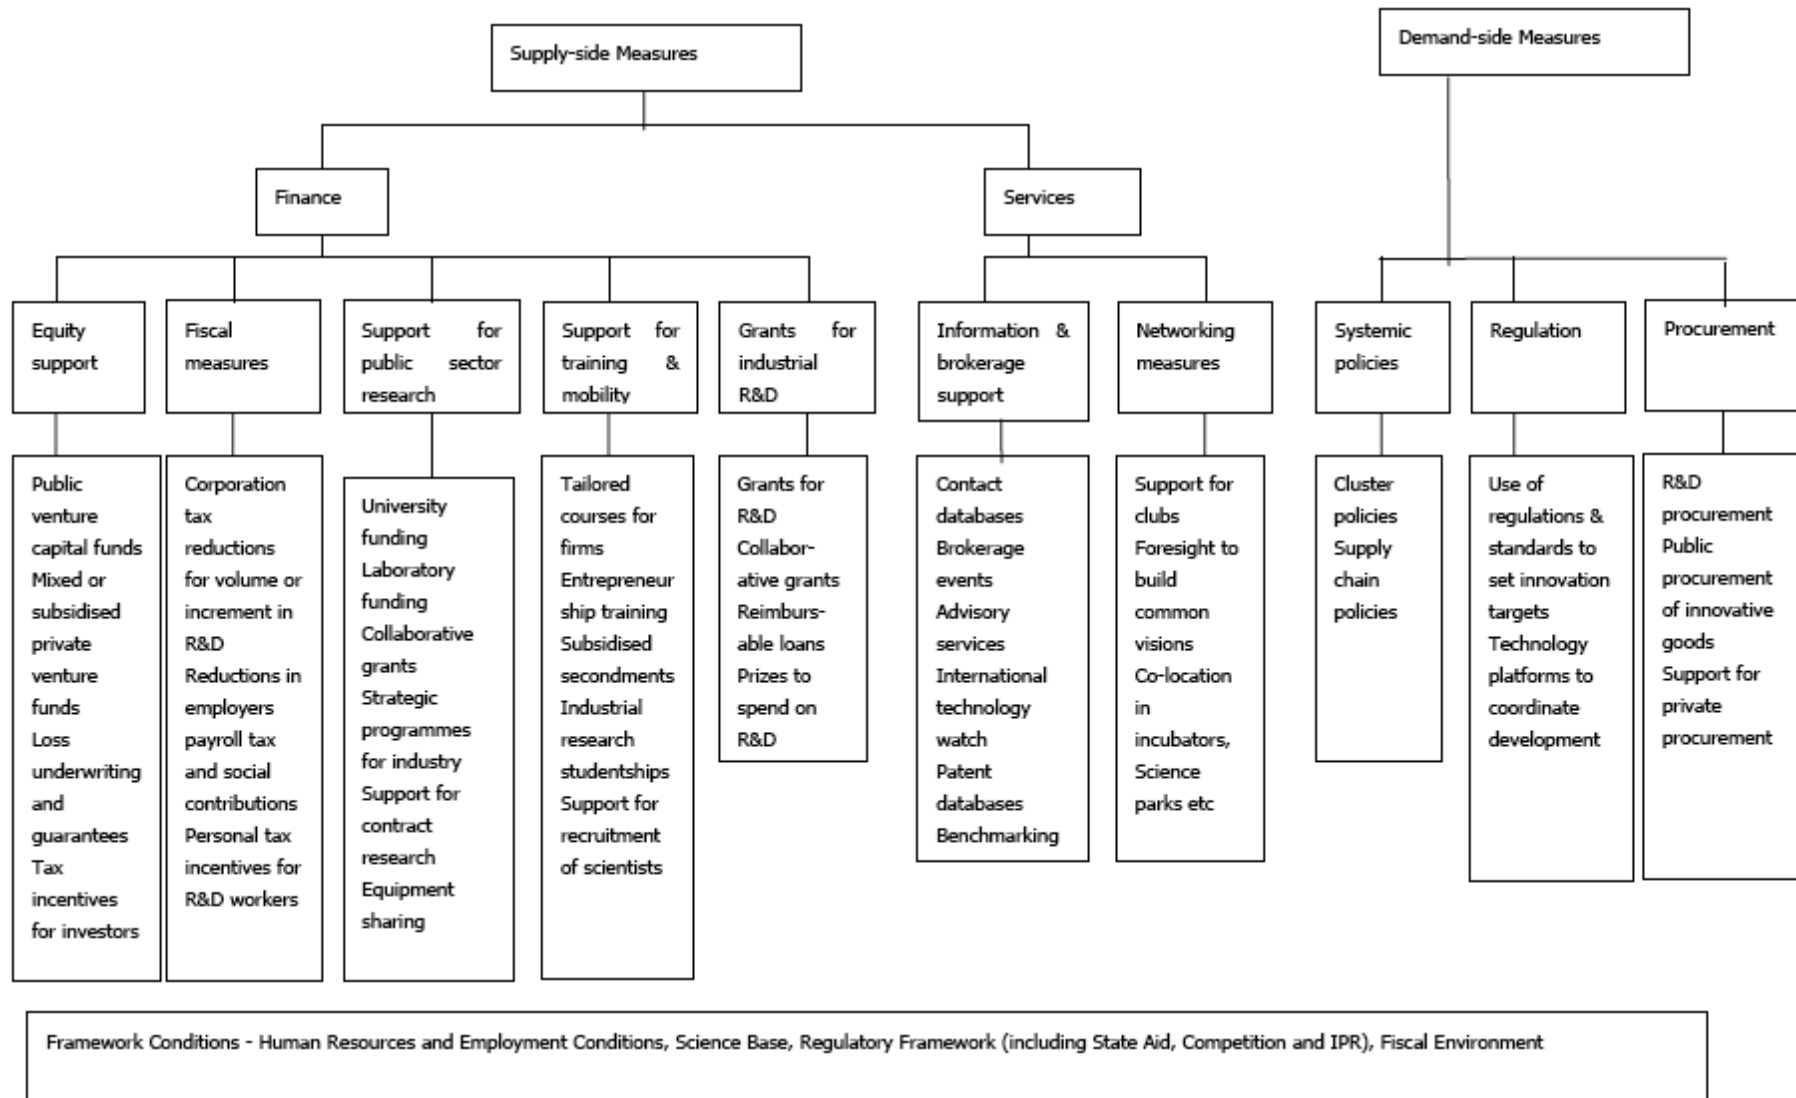 Supply-side Measures
Demand-side Measures
Finance
Services
Equity
support
Fiscal
measures
Support for
public sector
research
Support for
training &
mobility
Grants for
industrial
R&D
Information &
brokerage
support
Networking
measures
Systemic
policies
Regulation
Procurement
Public
venture
capital funds
Mixed or
subsidised
private
venture
funds
Loss
underwriting
and
guarantees
Tax
incentives
for investors
Corporation
tax
reductions
for volume or
increment in
R&D
Reductions in
employers
payroll tax
and social
contributions
Personal tax
incentives for
R&D workers
University
funding
Laboratory
funding
Collaborative
grants
Strategic
programmes
for industry
Support for
contract
research
Equipment
sharing
Tailored
courses for
firms
Entrepreneur
ship training
Subsidised
secondments
Industrial
research
studentships
Support for
recruitment
of scientists
Grants for
R&D
Collabor-
ative grants
Reimburs-
able loans
Prizes to
spend on
R&D
Contact
databases
Brokerage
events
Advisory
services
International
technology
watch
Patent
databases
Benchmarking
Support for
clubs
Foresight to
build
common
visions
Co-location
in
incubators,
Science
parks etc
Cluster
policies
Supply
chain
policies
Use of
regulations &
standards to
set innovation
targets
Technology
platforms to
coordinate
development
R&D
procurement
Public
procurement
of innovative
goods
Support for
private
procurement
Framework Conditions - Human Resources and Employment Conditions, Science Base, Regulatory Framework (including State Aid, Competition and IPR), Fiscal Environment